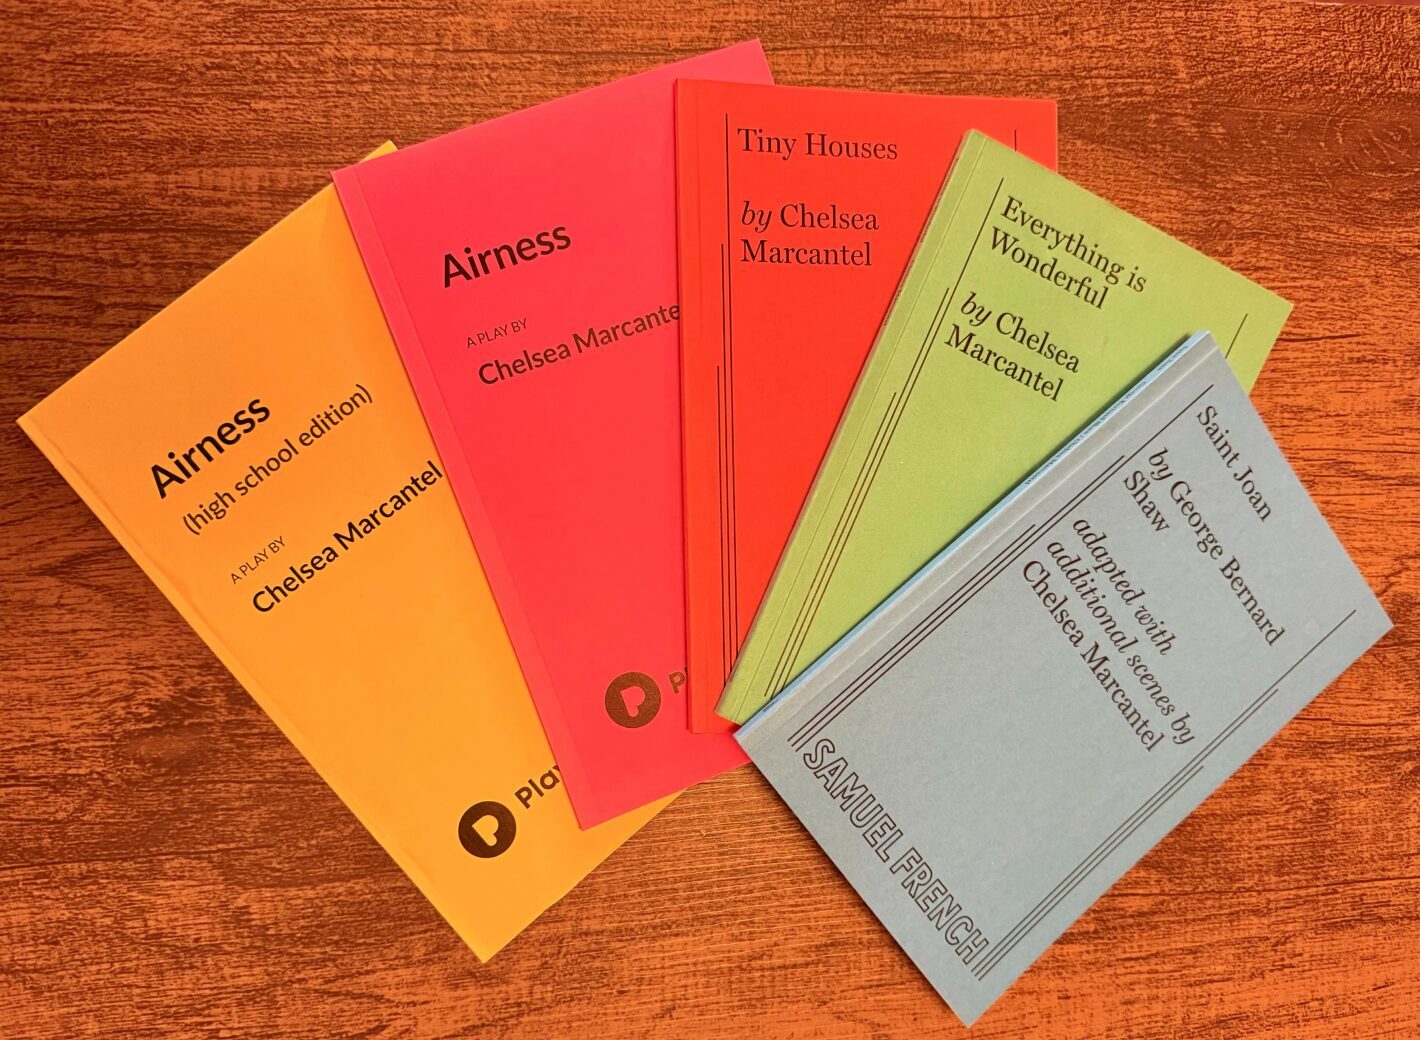 Airness
(high school edition)
A PLAY BY
Chelsea Marcantel
Play
Airness
A PLAY BY
Chelsea Marcante
P
Tiny Houses
by Chelsea
Marcantel
Everything is
Wonderful
by Chelsea
Marcantel
Saint Joan
by George Bernard
Shaw
adapted with
additional scenes by
Chelsea Marcantel
SAMUEL FRENCH